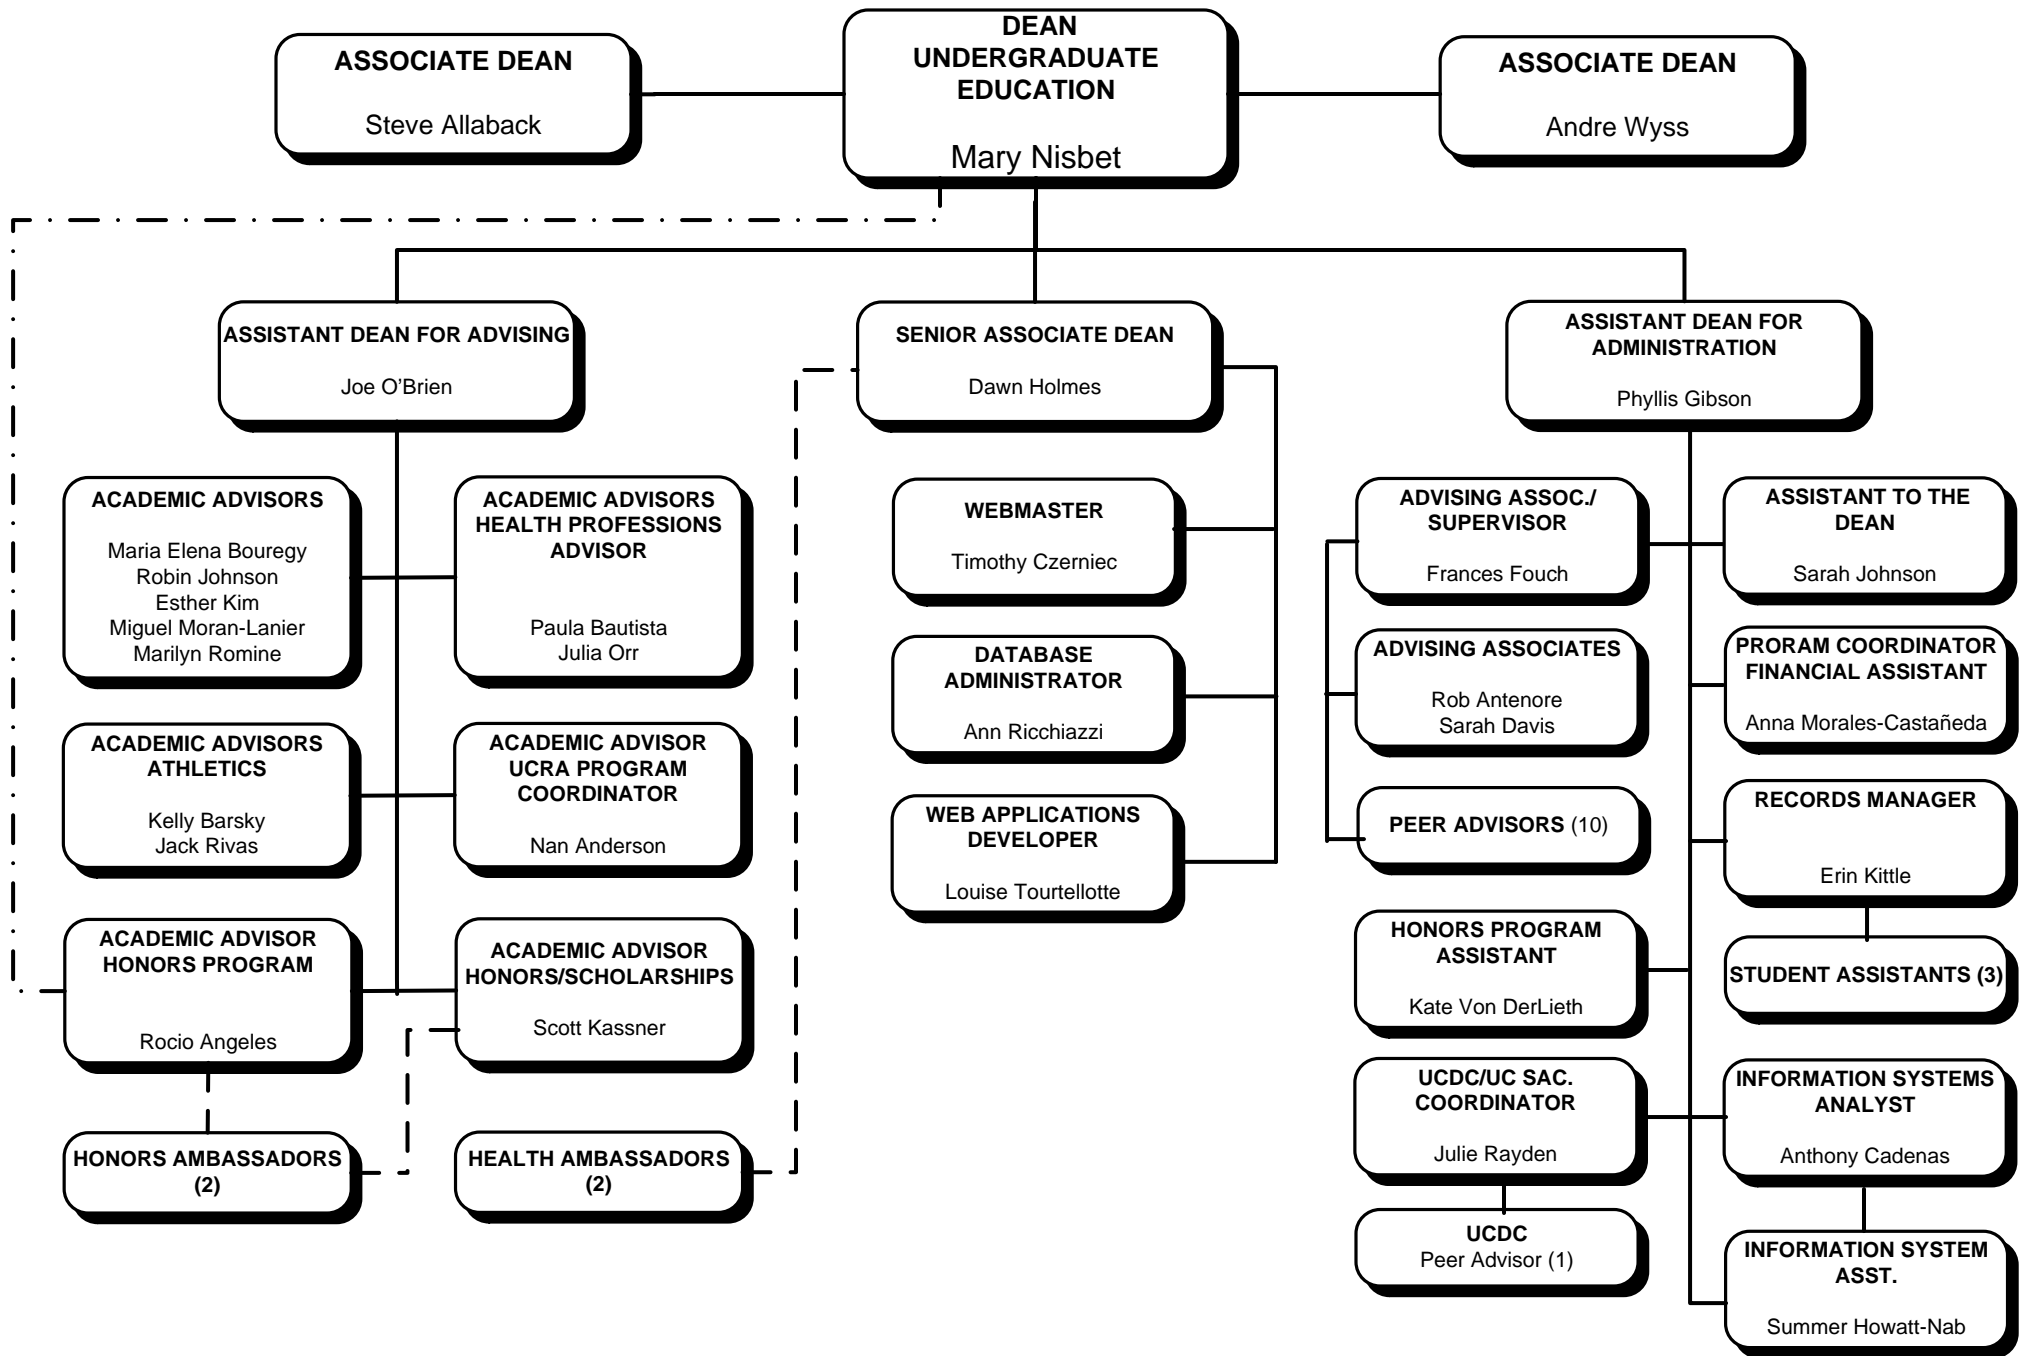 ASSOCIATE DEAN
Steve Allaback
DEAN
UNDERGRADUATE
EDUCATION
Mary Nisbet
ASSOCIATE DEAN
Andre Wyss
ASSISTANT DEAN FOR ADVISING
Joe O'Brien
SENIOR ASSOCIATE DEAN
Dawn Holmes
ASSISTANT DEAN FOR
ADMINISTRATION
Phyllis Gibson
ACADEMIC ADVISORS
Maria Elena Bouregy
Robin Johnson
Esther Kim
Miguel Moran-Lanier
Marilyn Romine
ACADEMIC ADVISORS
HEALTH PROFESSIONS
ADVISOR
Paula Bautista
Julia Orr
ACADEMIC ADVISORS
ATHLETICS
Kelly Barsky
Jack Rivas
ACADEMIC ADVISOR
UCRA PROGRAM
COORDINATOR
Nan Anderson
ACADEMIC ADVISOR
HONORS PROGRAM
Rocio Angeles
ACADEMIC ADVISOR
HONORS/SCHOLARSHIPS
Scott Kassner
HONORS AMBASSADORS
(2)
HEALTH AMBASSADORS
(2)
WEBMASTER
Timothy Czerniec
DATABASE
ADMINISTRATOR
Ann Ricchiazzi
WEB APPLICATIONS
DEVELOPER
Louise Tourtellotte
ADVISING ASSOC./
SUPERVISOR
Frances Fouch
ADVISING ASSOCIATES
Rob Antenore
Sarah Davis
PEER ADVISORS (10)
HONORS PROGRAM
ASSISTANT
Kate Von DerLieth
UCDC/UC SAC.
COORDINATOR
Julie Rayden
UCDC
Peer Advisor (1)
ASSISTANT TO THE
DEAN
Sarah Johnson
PRORAM COORDINATOR
FINANCIAL ASSISTANT
Anna Morales-Castañeda
RECORDS MANAGER
Erin Kittle
STUDENT ASSISTANTS (3)
INFORMATION SYSTEMS
ANALYST
Anthony Cadenas
INFORMATION SYSTEM
ASST.
Summer Howatt-Nab